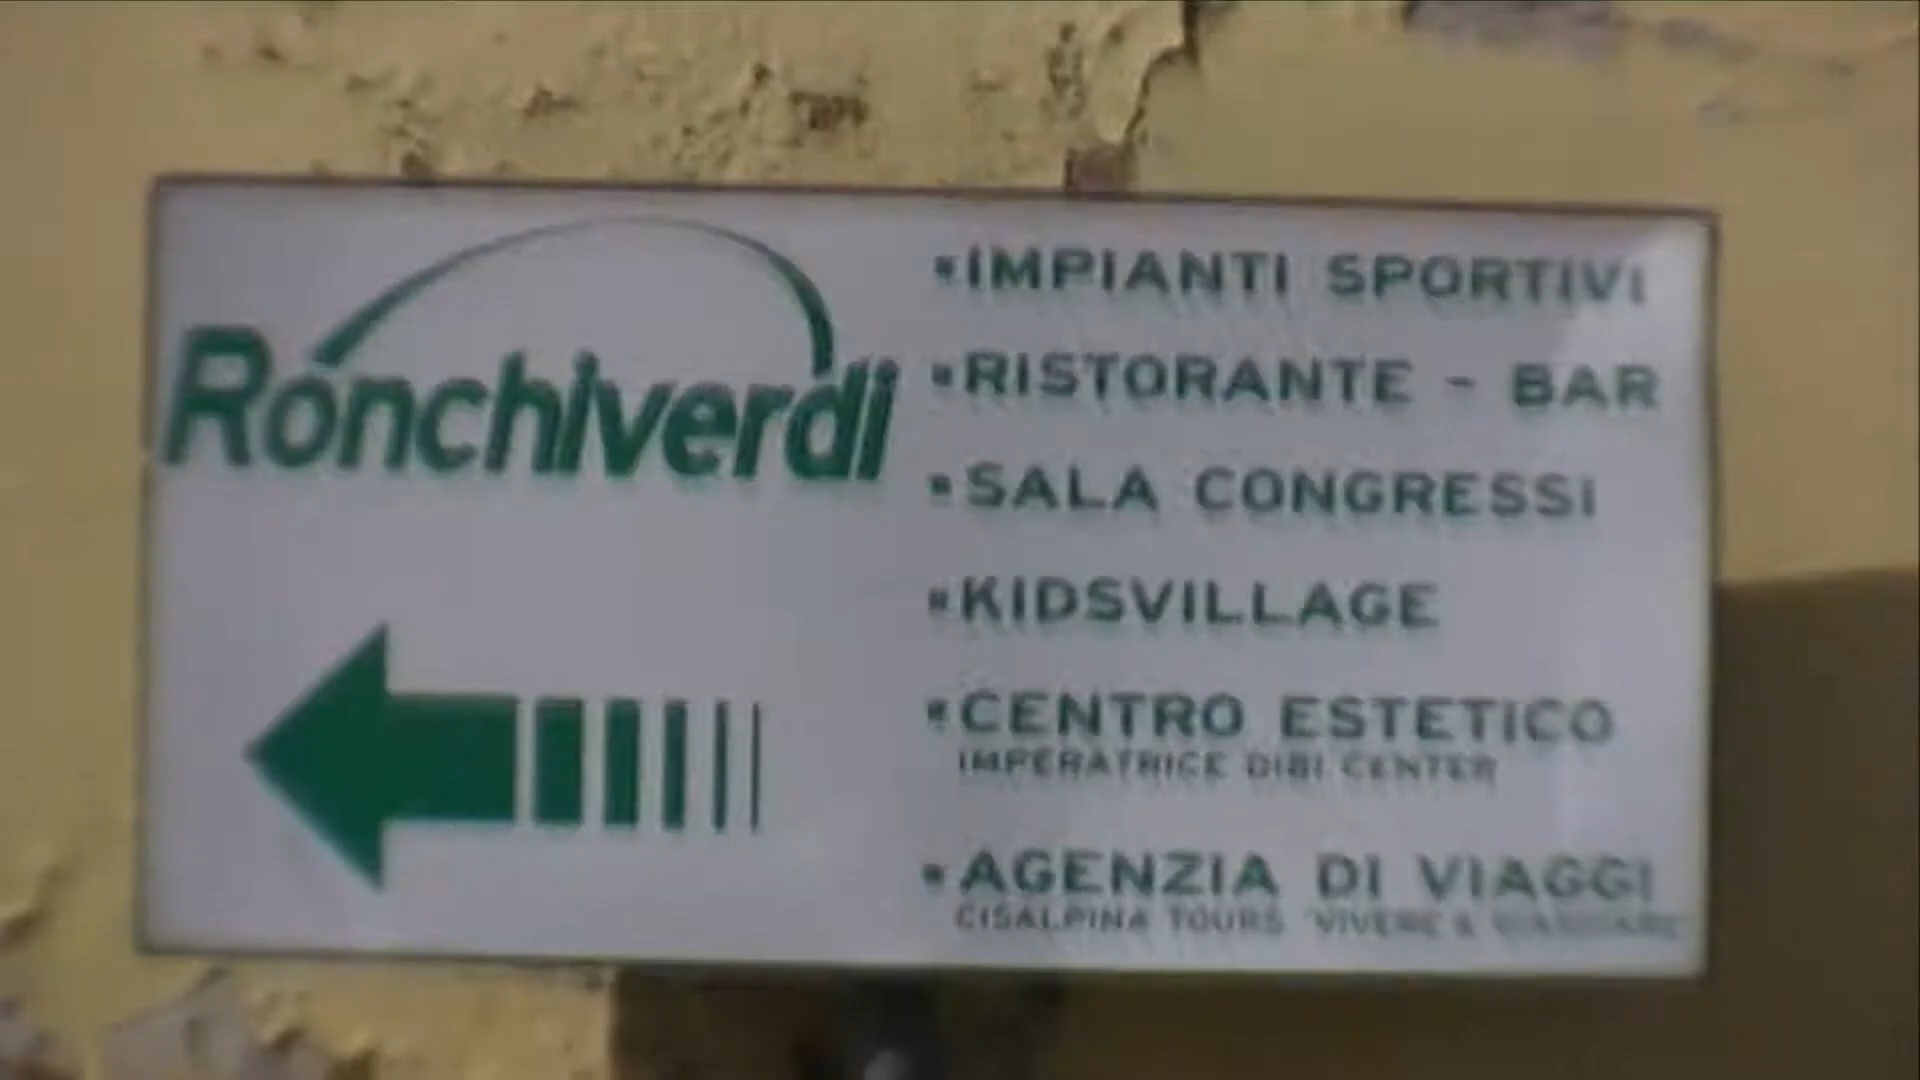 Ronchiverdi
IMPIANTI SPORTIVI
RISTORANTE - BAR
SALA CONGRESSI
KIDSVILLAGE
CENTRO ESTETICO
IMPERATRICE DIBI CENTER
AGENZIA DI VIAGGI
CISALPINA TOURS "VIVERE &